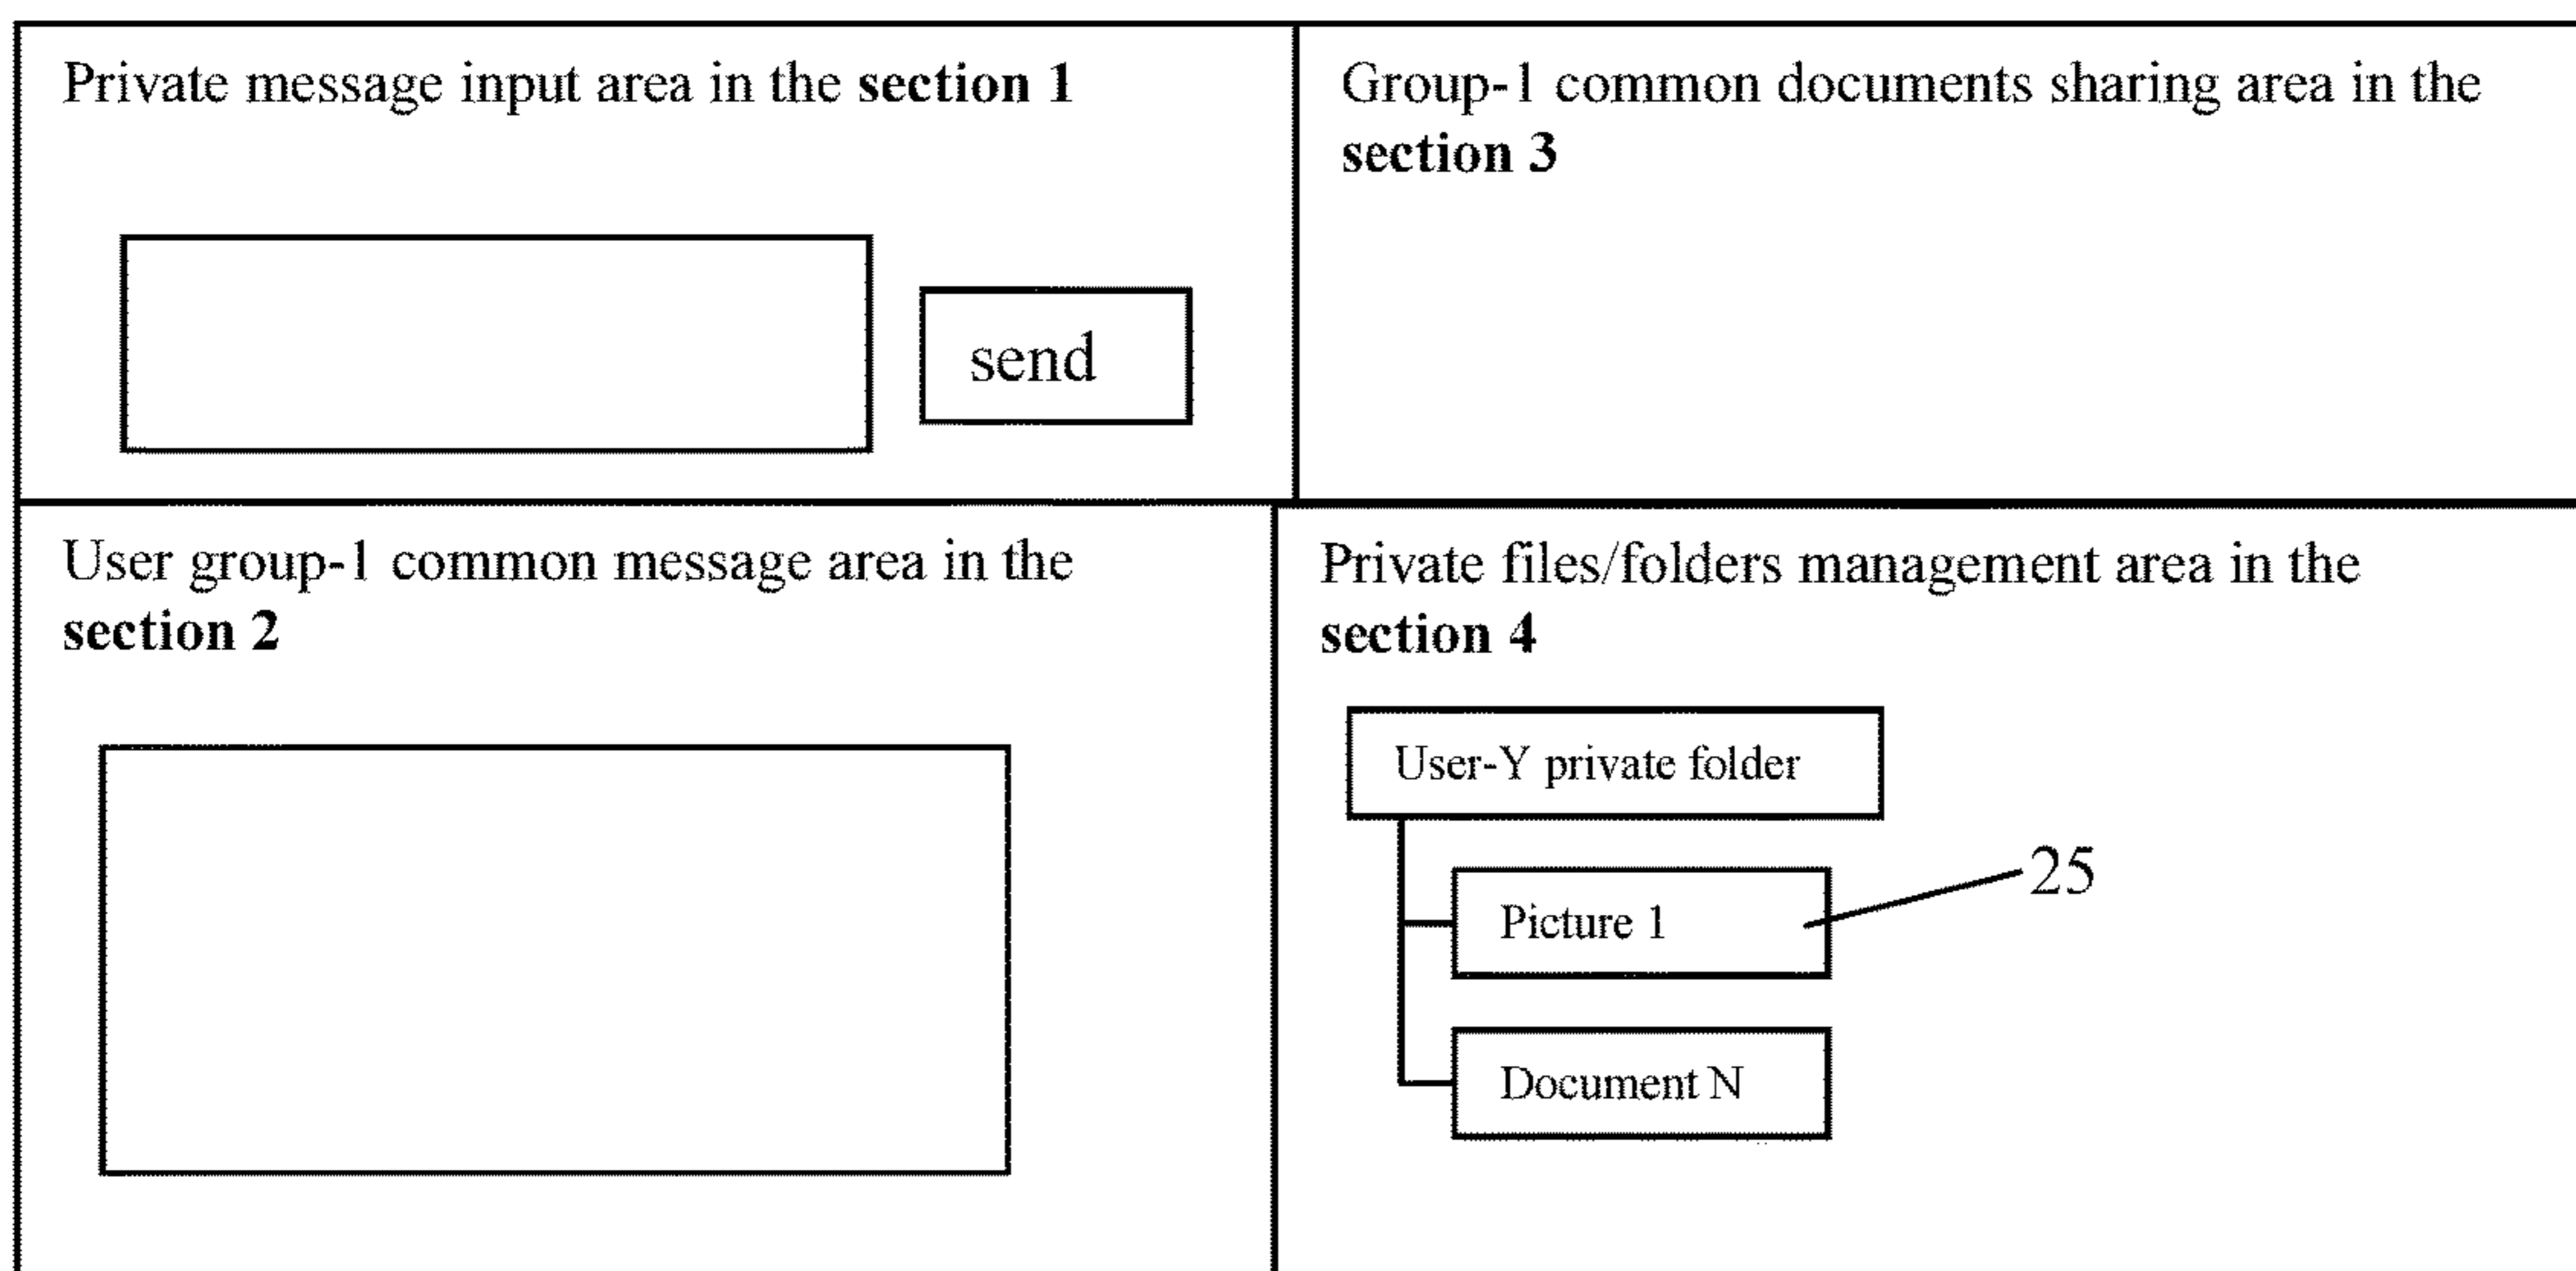 Private message input area in the section 1
send
Group-1 common documents sharing area in the
section 3
User group-1 common message area in the
section 2
Private files/folders management area in the
section 4
User-Y private folder
25
Picture 1
Document N